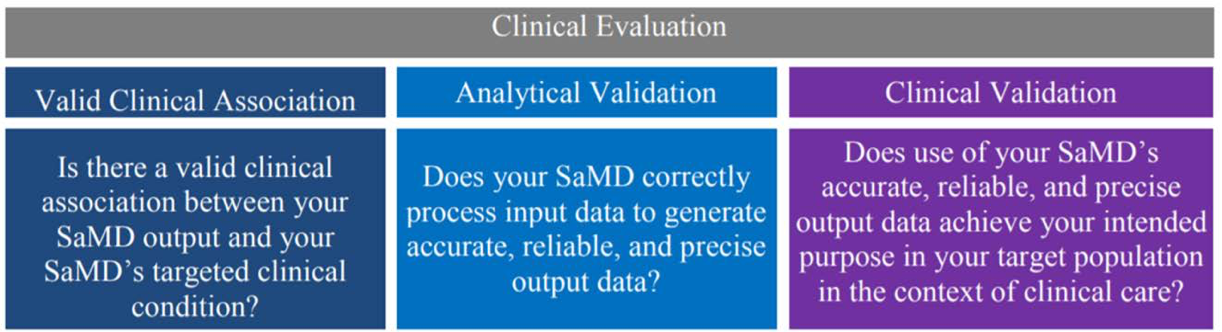 Clinical Evaluation
Valid Clinical Association
Is there a valid clinical
association between your
SaMD output and your
SaMD’s targeted clinical
condition?
Analytical Validation
Does your SaMD correctly
process input data to generate
accurate, reliable, and precise
output data?
Clinical Validation
Does use of your SaMD’s
accurate, reliable, and precise
output data achieve your intended
purpose in your target population
in the context of clinical care?